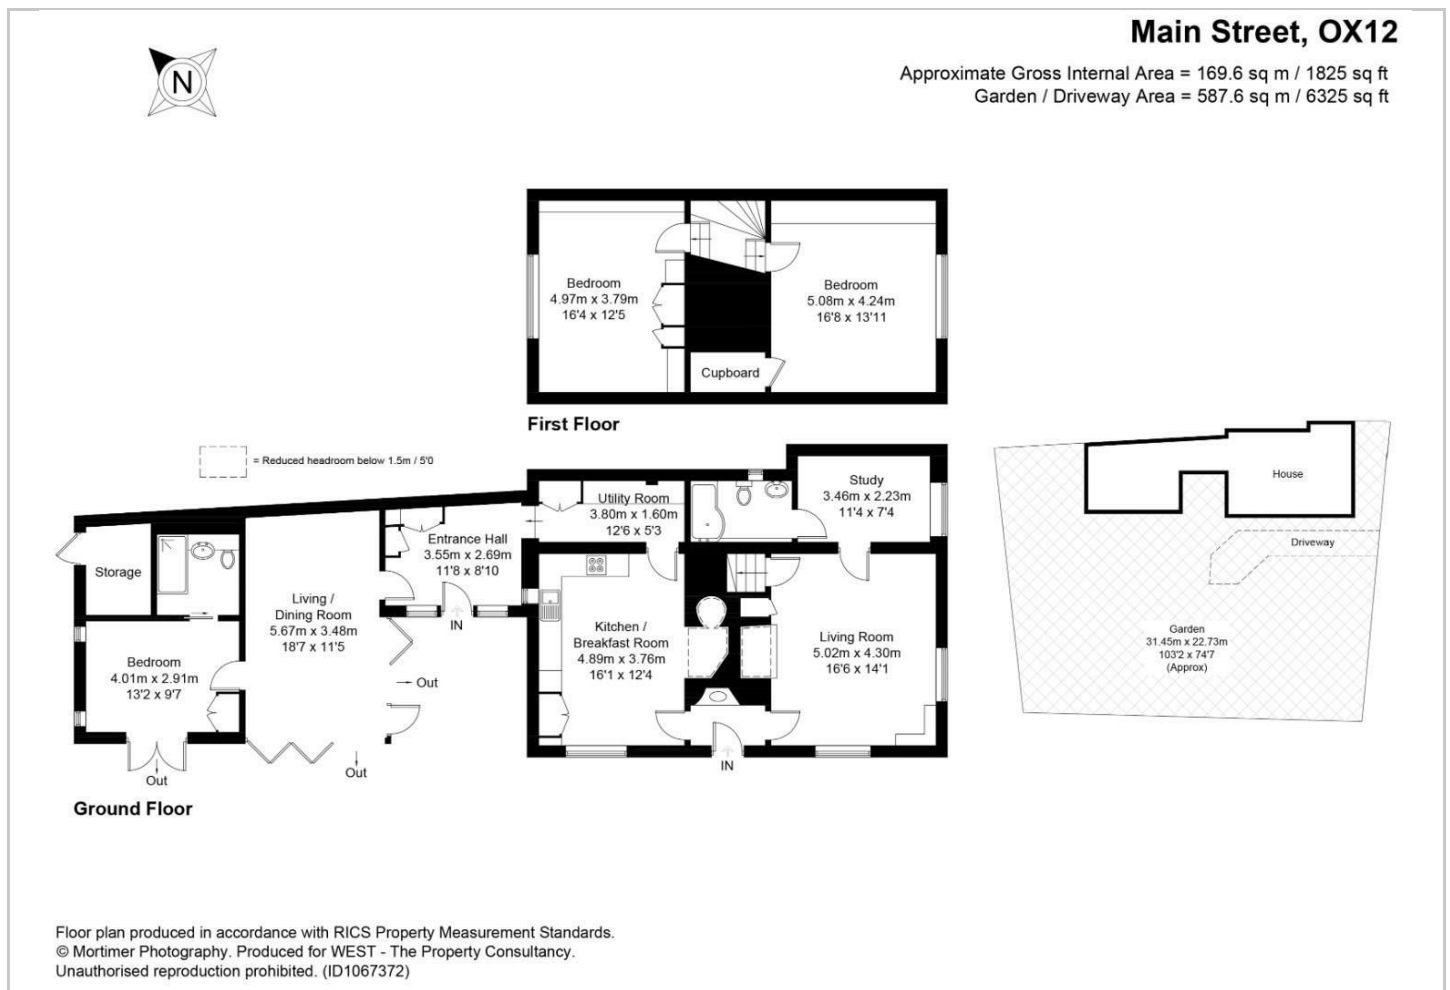 Main Street, OX12
Approximate Gross Internal Area = 169.6 sq m / 1825 sq ft
Garden / Driveway Area = 587.6 sq m / 6325 sq ft
N
Bedroom
4.97m x 3.79m
16'4 x 12'5
Bedroom
5.08m x 4.24m
16'8 x 13'11
Cupboard
First Floor
= Reduced headroom below 1.5m / 5'0
Storage
Bedroom
4.01m x 2.91m
13'2 x 9'7
Living /
Dining Room
5.67m x 3.48m
18'7 x 11'5
Entrance Hall
3.55m x 2.69m
11'8 x 8'10
IN
Out
Out
Out
Utility Room
3.80m x 1.60m
12'6 x 5'3
Kitchen /
Breakfast Room
4.89m x 3.76m
16'1 x 12'4
Study
3.46m x 2.23m
11'4 x 7'4
Living Room
5.02m x 4.30m
16'6 x 14'1
IN
Ground Floor
House
Driveway
Garden
31.45m x 22.73m
103'2 x 74'7
(Approx)
Floor plan produced in accordance with RICS Property Measurement Standards.
© Mortimer Photography. Produced for WEST - The Property Consultancy.
Unauthorised reproduction prohibited. (ID1067372)